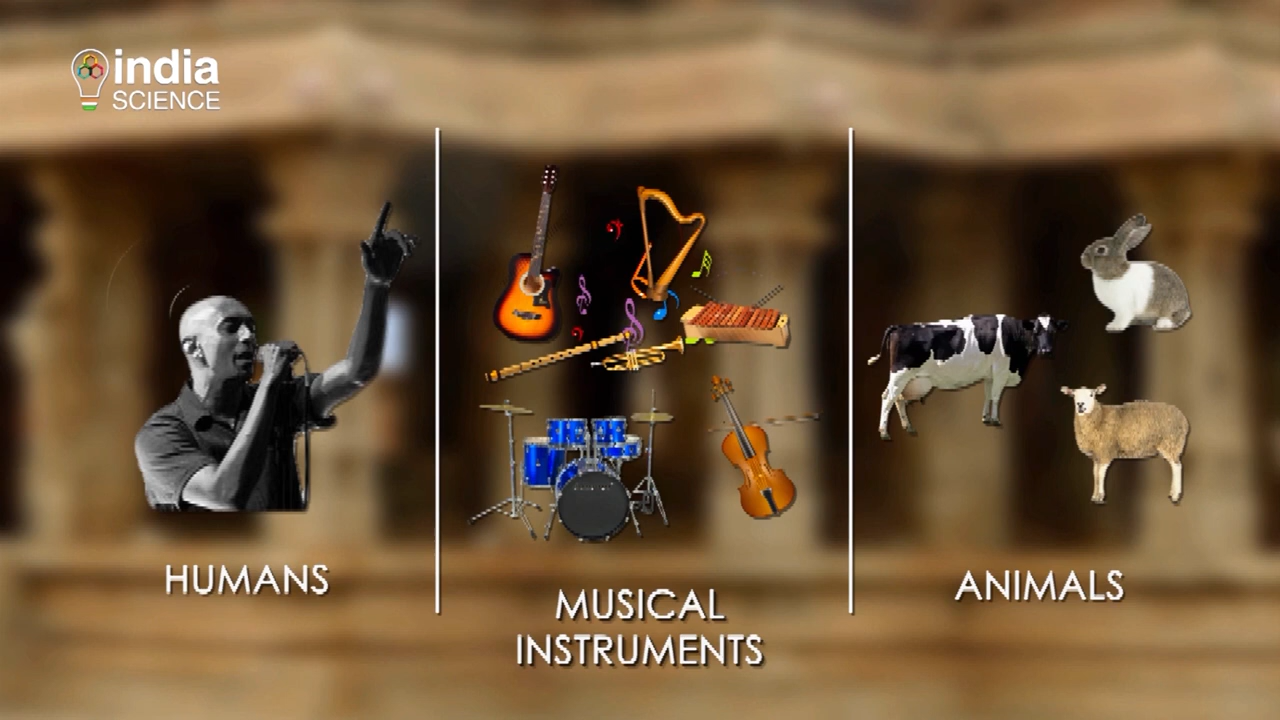 india
SCIENCE
HUMANS
MUSICAL
INSTRUMENTS
ANIMALS